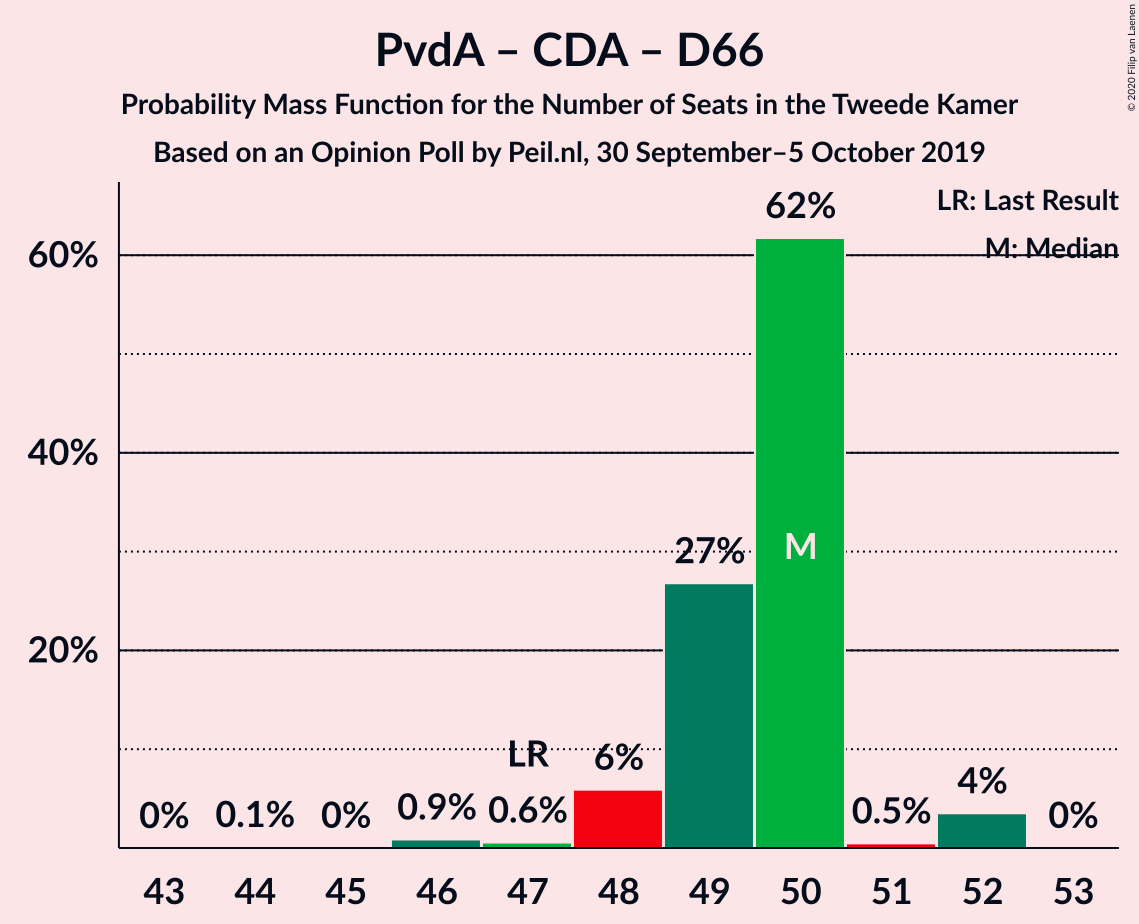 PvdA – CDA – D66
Probability Mass Function for the Number of Seats in the Tweede Kamer
Based on an Opinion Poll by Peil.nl, 30 September–5 October 2019
© 2020 Filip van Laenen
LR: Last Result
M: Median
60%
40%
20%
0%
0.1%
0%
0.9%
LR
0.6%
6%
27%
62%
M
0.5%
4%
0%
43 44 45 46 47 48 49 50 51 52 53